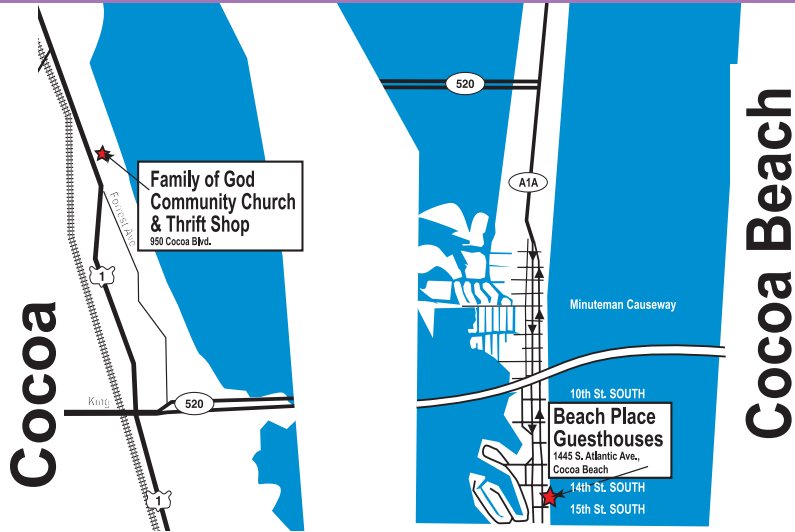 Cocoa
Family of God
Community Church
& Thrift Shop
950 Cocoa Blvd.
Forrest Ave.
1
King
520
1
520
A1A
Minuteman Causeway
10th St. SOUTH
Beach Place
Guesthouses
1445 S. Atlantic Ave.,
Cocoa Beach
14th St. SOUTH
15th St. SOUTH
Cocoa Beach